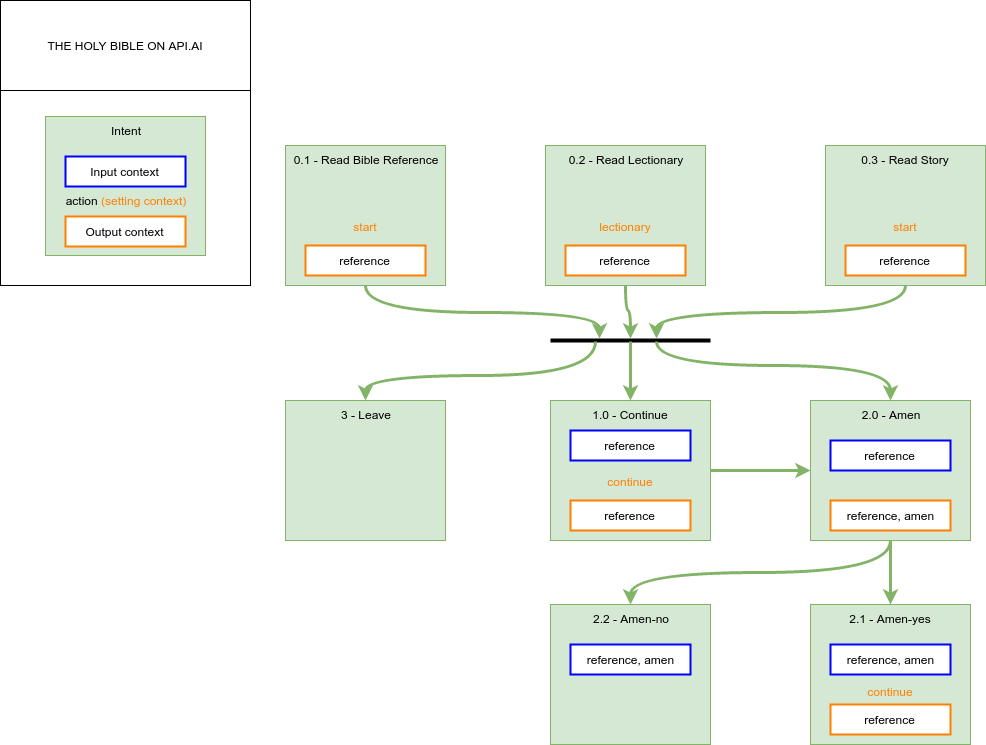 THE HOLY BIBLE ON API.AI
Intent
Input context
action (setting context)
Output context
0.1 - Read Bible Reference
start
reference
0.2 - Read Lectionary
lectionary
reference
0.3 - Read Story
start
reference
3 - Leave
1.0 - Continue
reference
continue
reference
2.0 - Amen
reference
reference, amen
2.2 - Amen-no
reference, amen
2.1 - Amen-yes
reference, amen
continue
reference